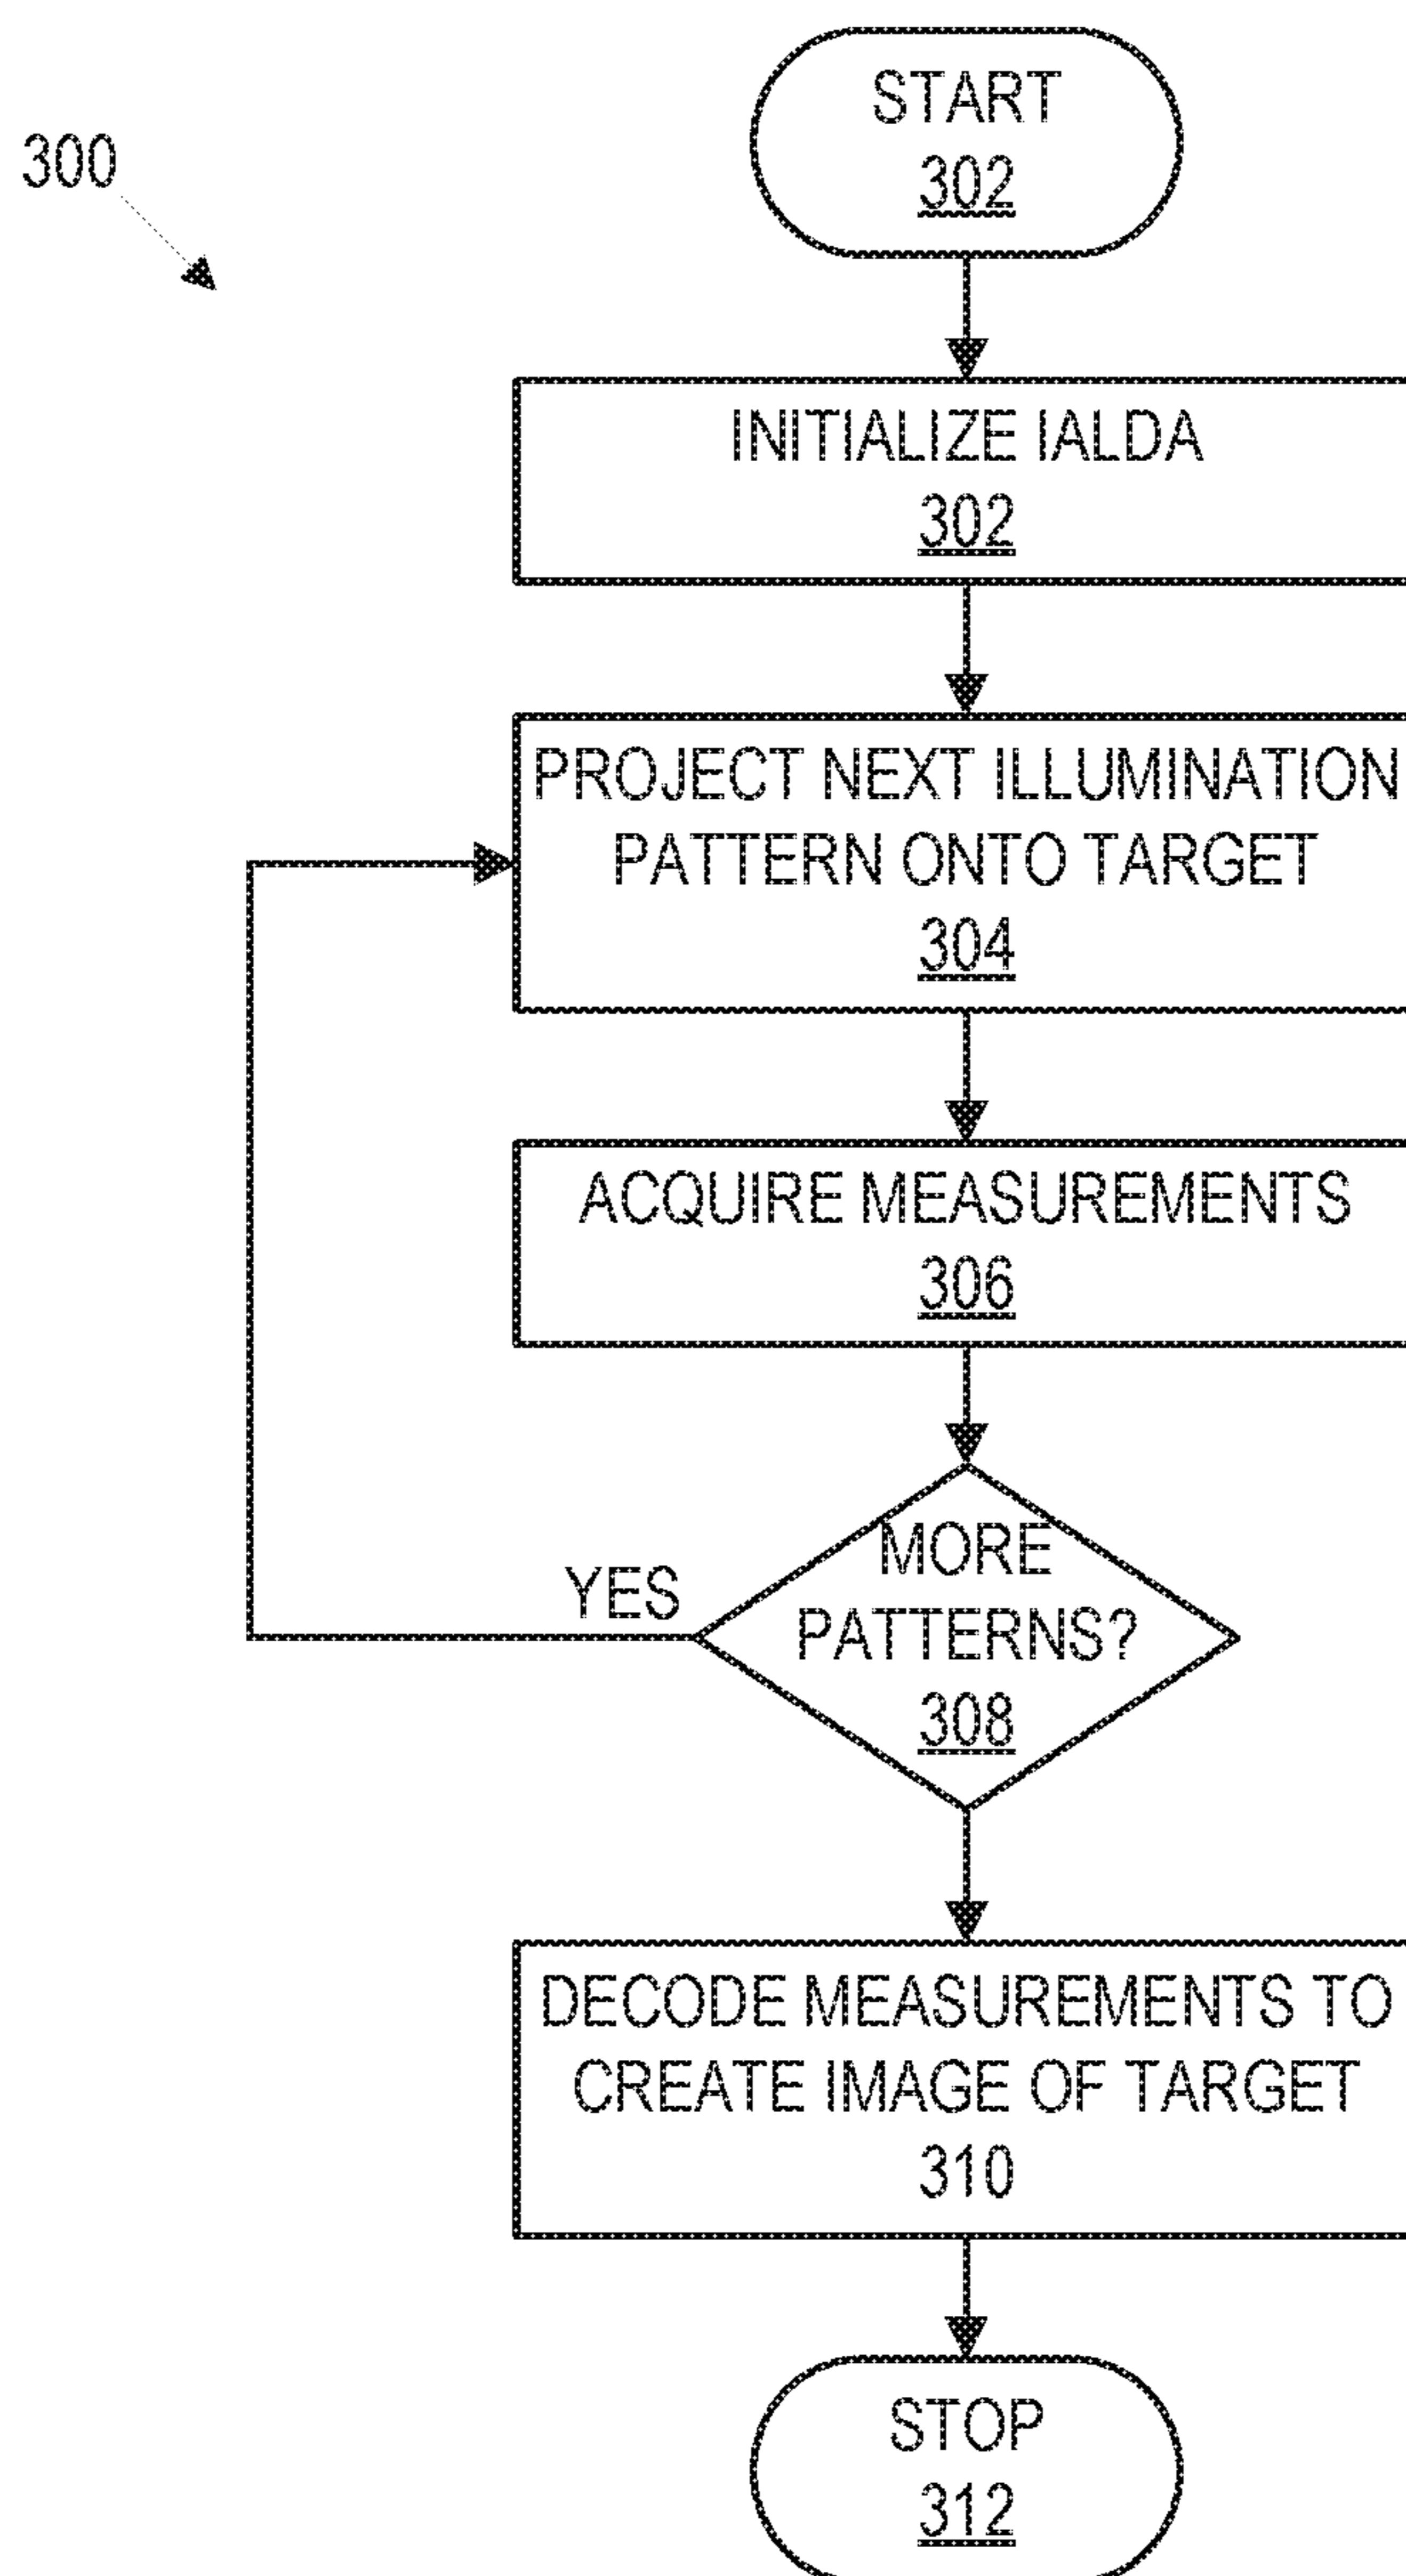 300
START
302
INITIALIZE IALDA
302
PROJECT NEXT ILLUMINATION
PATTERN ONTO TARGET
304
ACQUIRE MEASUREMENTS
306
YES
MORE
PATTERNS?
308
DECODE MEASUREMENTS TO
CREATE IMAGE OF TARGET
310
STOP
312